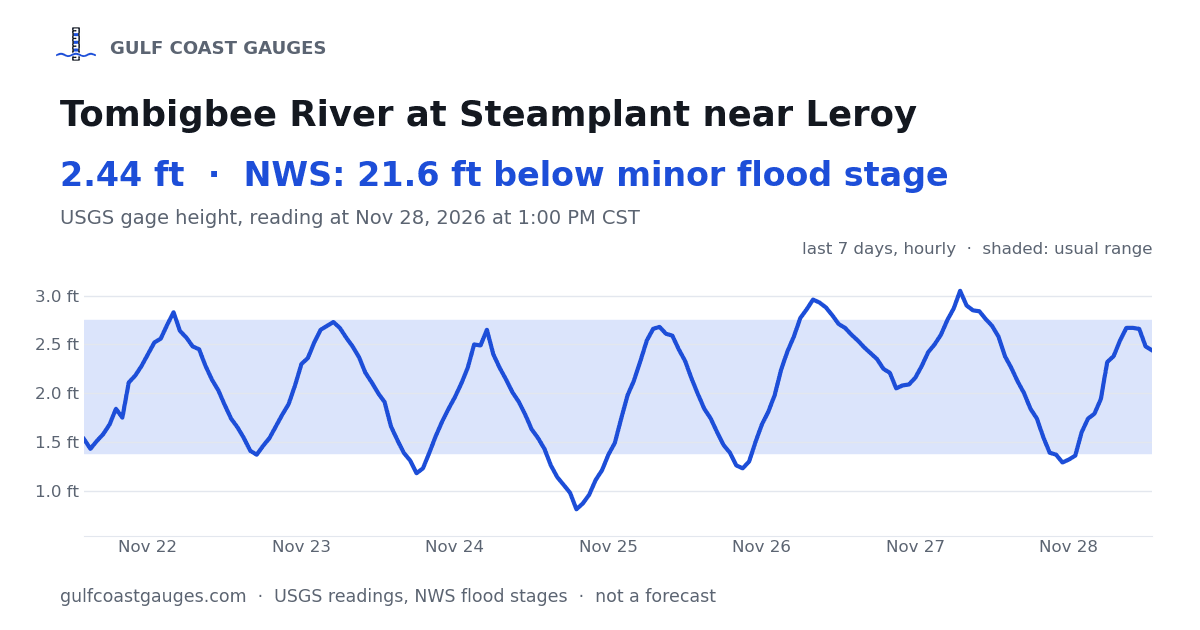 GULF COAST GAUGES
Tombigbee River at Steamplant near Leroy
2.44 ft · NWS: 21.6 ft below minor flood stage
USGS gage height, reading at Nov 28, 2026 at 1:00 PM CST
last 7 days, hourly · shaded: usual range
3.0 ft
2.5 ft
2.0 ft
1.5 ft
1.0 ft
Nov 22 Nov 23 Nov 24 Nov 25 Nov 26 Nov 27 Nov 28
gulfcoastgauges.com · USGS readings, NWS flood stages · not a forecast